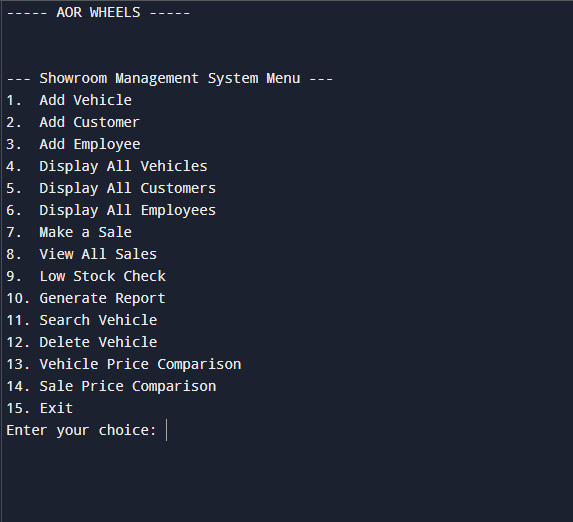 ----- AOR WHEELS -----
--- Showroom Management System Menu ---
1.  Add Vehicle
2.  Add Customer
3.  Add Employee
4.  Display All Vehicles
5.  Display All Customers
6.  Display All Employees
7.  Make a Sale
8.  View All Sales
9.  Low Stock Check
10. Generate Report
11. Search Vehicle
12. Delete Vehicle
13. Vehicle Price Comparison
14. Sale Price Comparison
15. Exit
Enter your choice: